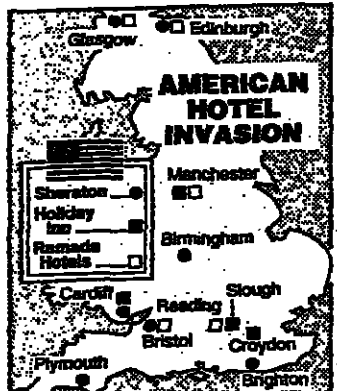 Glasgow
Edinburgh
AMERICAN
HOTEL
INVASION
Sheraton
Holiday
Inn
Ramada
Hotels
Manchester
Birmingham
Cardiff
Reading
Slough
Bristol
Croydon
Plymouth
Brighton